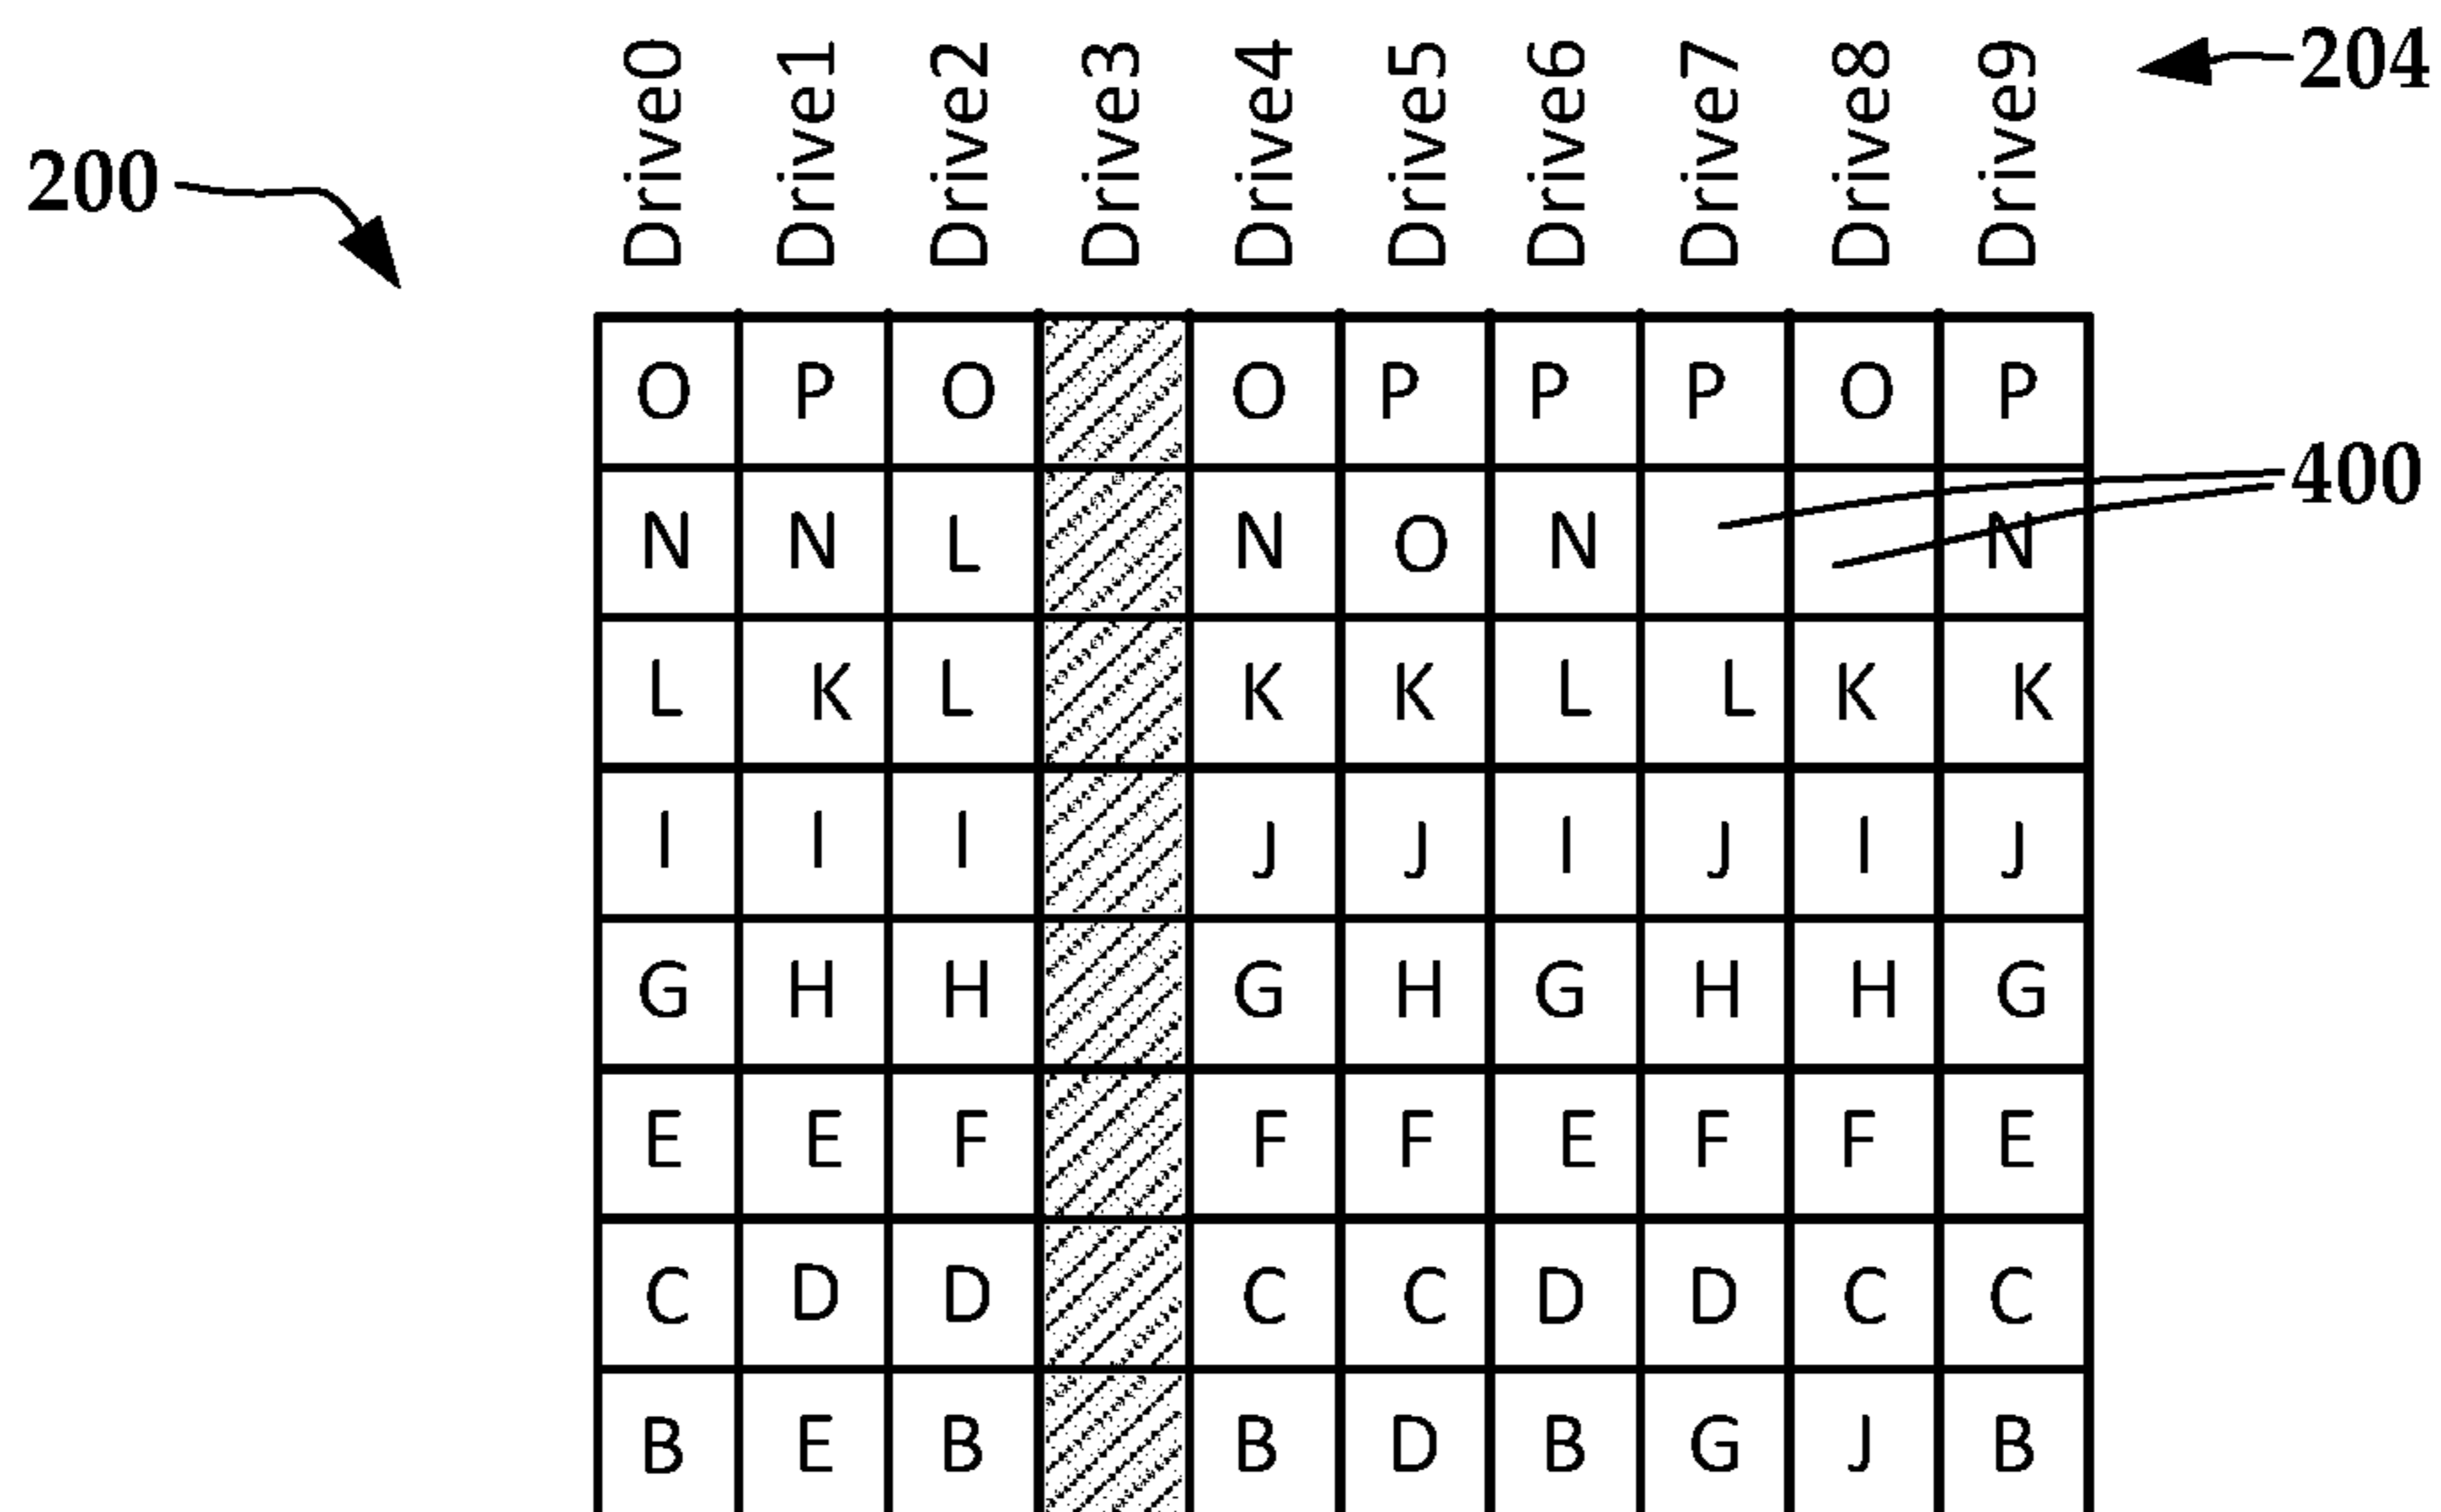 Drive0 Drive1 Drive2 Drive3 Drive4 Drive5 Drive6 Drive7 Drive8 Drive9 204
200
O P O O P P P O P
400
N N L N O N N
L K L K K L L K K
I I I J J I J I J
G H H G H G H H G
E E F F F E F F E
C D D C C D D C C
B E B B D B G J B